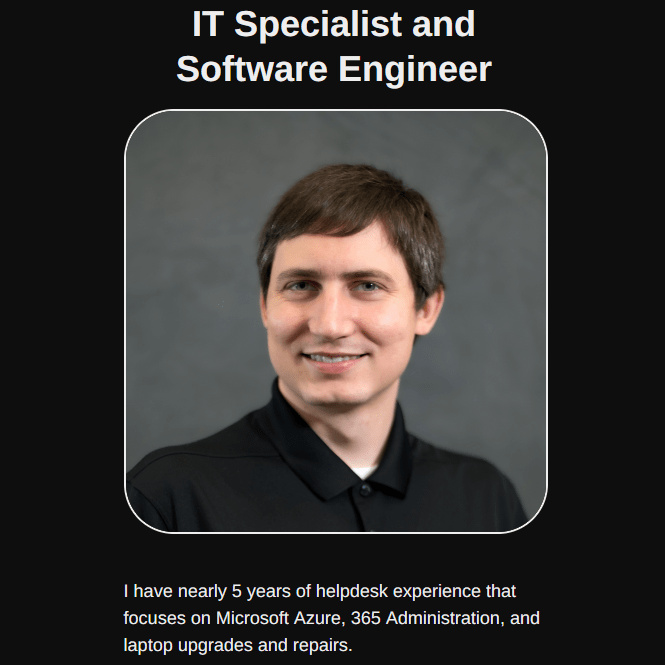 IT Specialist and
Software Engineer
I have nearly 5 years of helpdesk experience that
focuses on Microsoft Azure, 365 Administration, and
laptop upgrades and repairs.